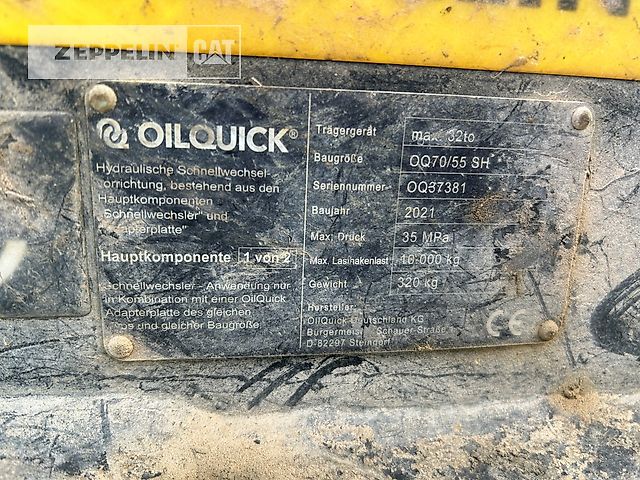 ZEPPELIN CAT
OILQUICK®
Hydraulische Schnellwechsel-
vorrichtung, bestehend aus den
Hauptkomponenten
"Schnellwechsler" und
"Adapterplatte"
Hauptkomponente 1 von 2
Schnellwechsler - Anwendung nur
in Kombination mit einer OilQuick
Adapterplatte des gleichen
Typs und gleicher Baugröße.
Trägergerät max. 32to
Baugröße OQ70/55 SH
Seriennummer OQ37381
Baujahr 2021
Max. Druck 35 MPa
Max. Lasthakenlast 10.000 kg
Gewicht 320 kg
Hersteller:
OilQuick Deutschland KG
Bürgermeister- Schauer-Straße
D-82297 Steindorf
CE